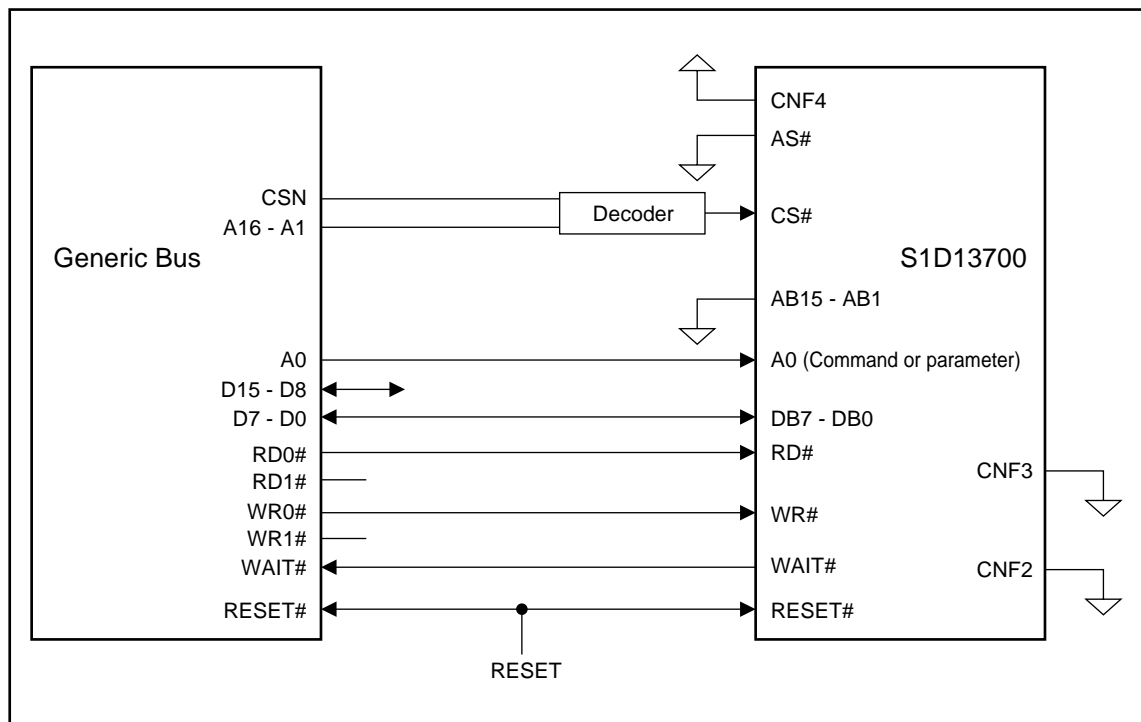 Generic Bus
CSN
A16 - A1
A0
D15 - D8
D7 - D0
RD0#
RD1#
WR0#
WR1#
WAIT#
RESET#
Decoder
RESET
S1D13700
CNF4
AS#
CS#
AB15 - AB1
A0 (Command or parameter)
DB7 - DB0
RD#
WR#
WAIT#
RESET#
CNF3
CNF2